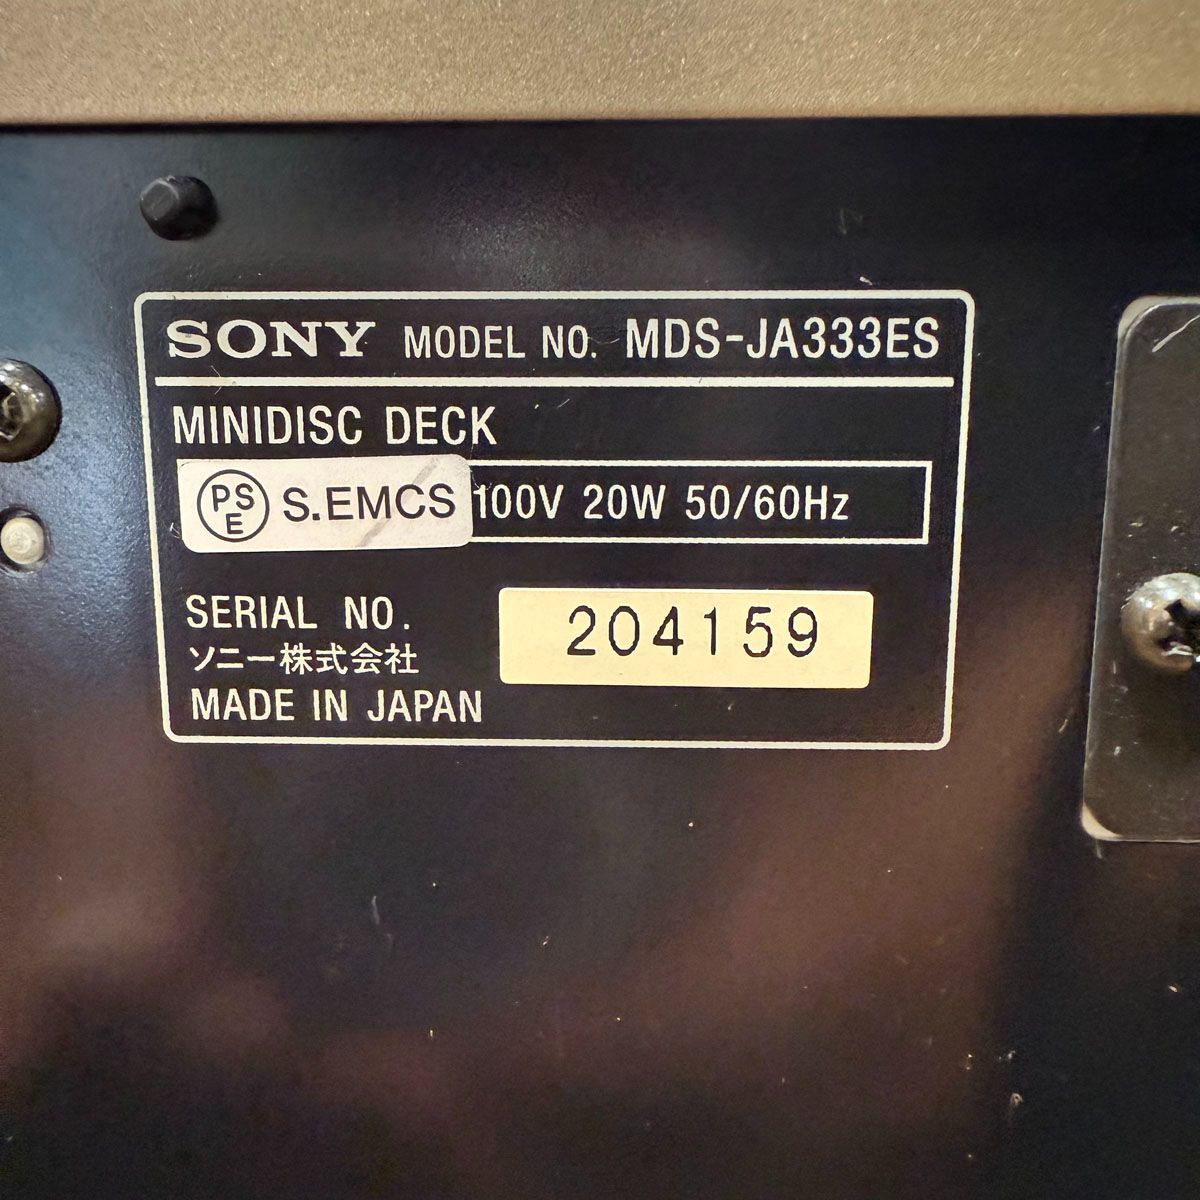 SONY MODEL NO. MDS-JA333ES
MINIDISC DECK
PSE S.EMCS 100V 20W 50/60Hz
SERIAL NO. 204159
ソニー株式会社
MADE IN JAPAN